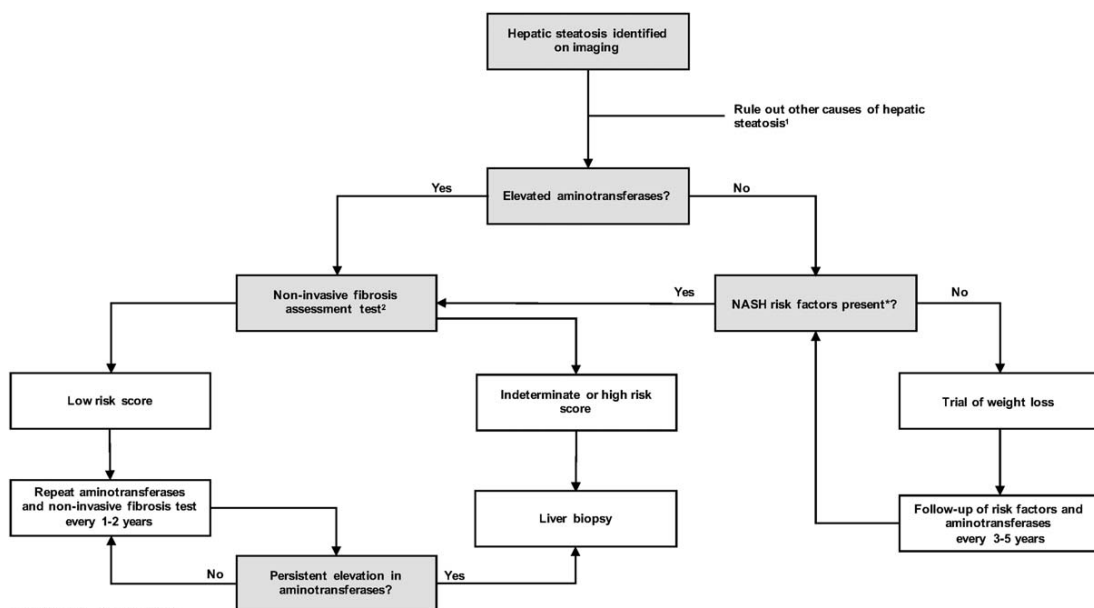 Hepatic steatosis identified
on imaging
Rule out other causes of hepatic
steatosis¹
Yes
Elevated aminotransferases?
No
Non-invasive fibrosis
assessment test²
Yes
NASH risk factors present*?
No
Low risk score
Indeterminate or high risk
score
Trial of weight loss
Repeat aminotransferases
and non-invasive fibrosis test
every 1-2 years
Liver biopsy
Follow-up of risk factors and
aminotransferases
every 3-5 years
No
Persistent elevation in
aminotransferases?
Yes